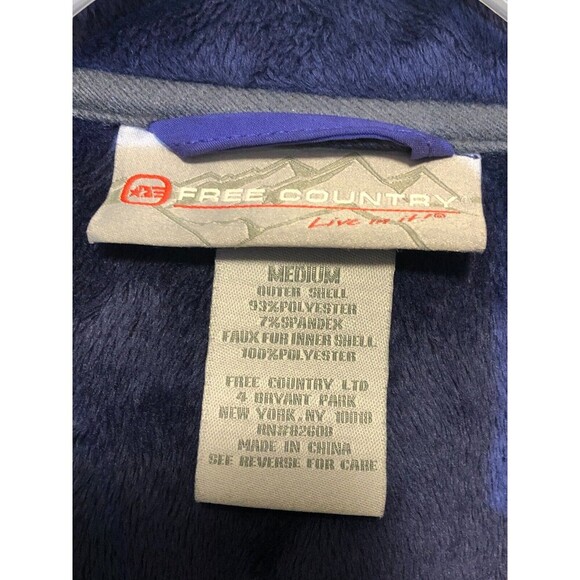 FREE COUNTRY
Live in it!™
MEDIUM
OUTER SHELL
93%POLYESTER
7%SPANDEX
FAUX FUR INNER SHELL
100%POLYESTER
FREE COUNTRY LTD
4 BRYANT PARK
NEW YORK, NY 10018
RN#82608
MADE IN CHINA
SEE REVERSE FOR CARE